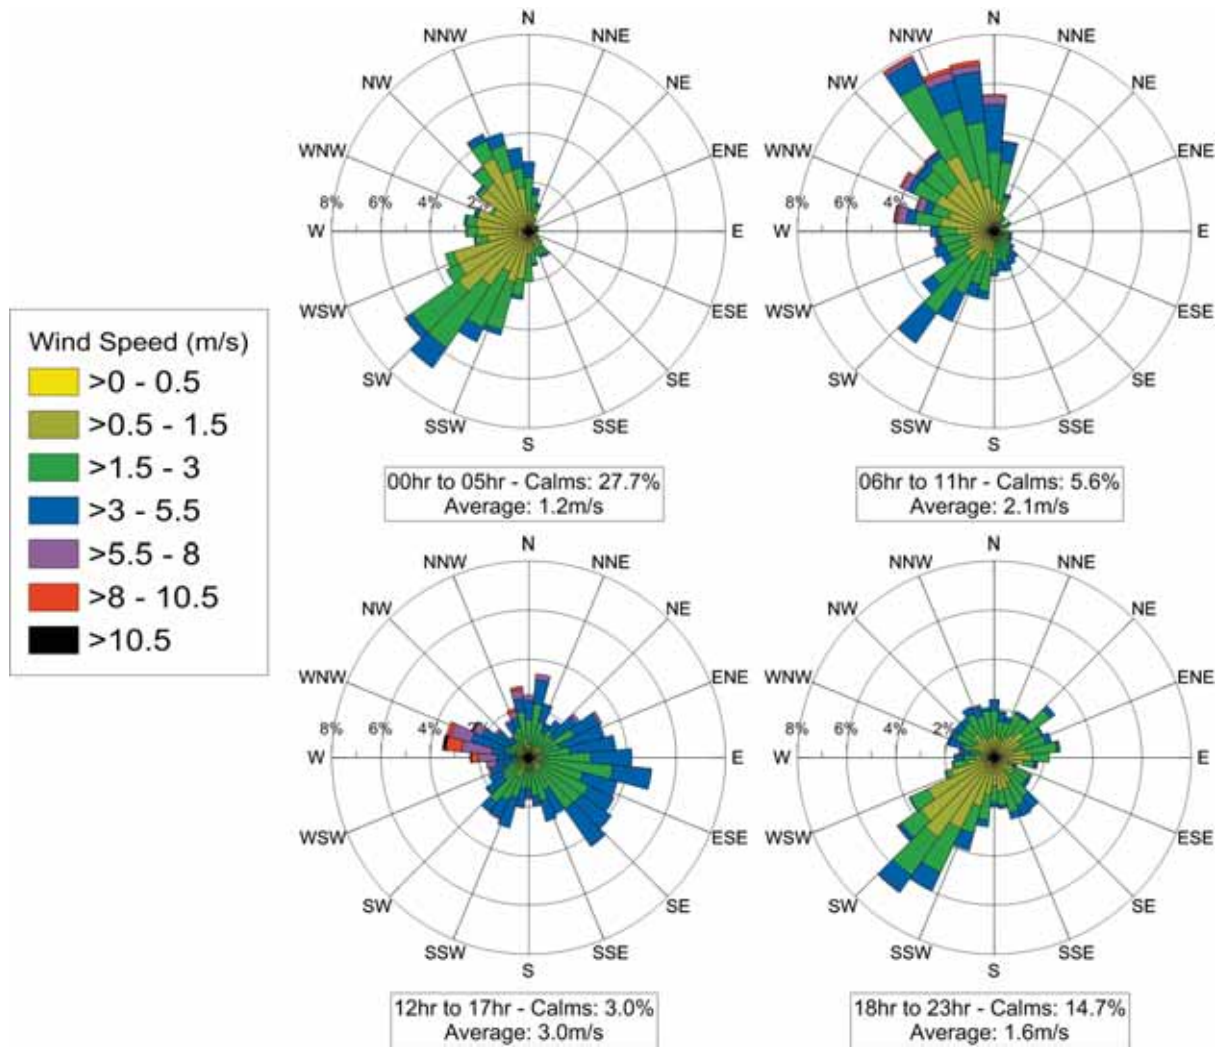 N
NNW
NNE
NW
NE
WNW
ENE
8%
6%
4%
2%
W
E
WSW
ESE
SW
SE
SSW
SSE
S
00hr to 05hr - Calms: 27.7%
Average: 1.2m/s
N
NNW
NNE
NW
NE
WNW
ENE
8%
6%
4%
W
E
WSW
ESE
SW
SE
SSW
SSE
S
06hr to 11hr - Calms: 5.6%
Average: 2.1m/s
Wind Speed (m/s)
>0 - 0.5
>0.5 - 1.5
>1.5 - 3
>3 - 5.5
>5.5 - 8
>8 - 10.5
>10.5
N
NNW
NNE
NW
NE
WNW
ENE
8%
6%
4%
2%
W
E
WSW
ESE
SW
SE
SSW
SSE
S
12hr to 17hr - Calms: 3.0%
Average: 3.0m/s
N
NNW
NNE
NW
NE
WNW
ENE
8%
6%
4%
2%
W
E
WSW
ESE
SW
SE
SSW
SSE
S
18hr to 23hr - Calms: 14.7%
Average: 1.6m/s